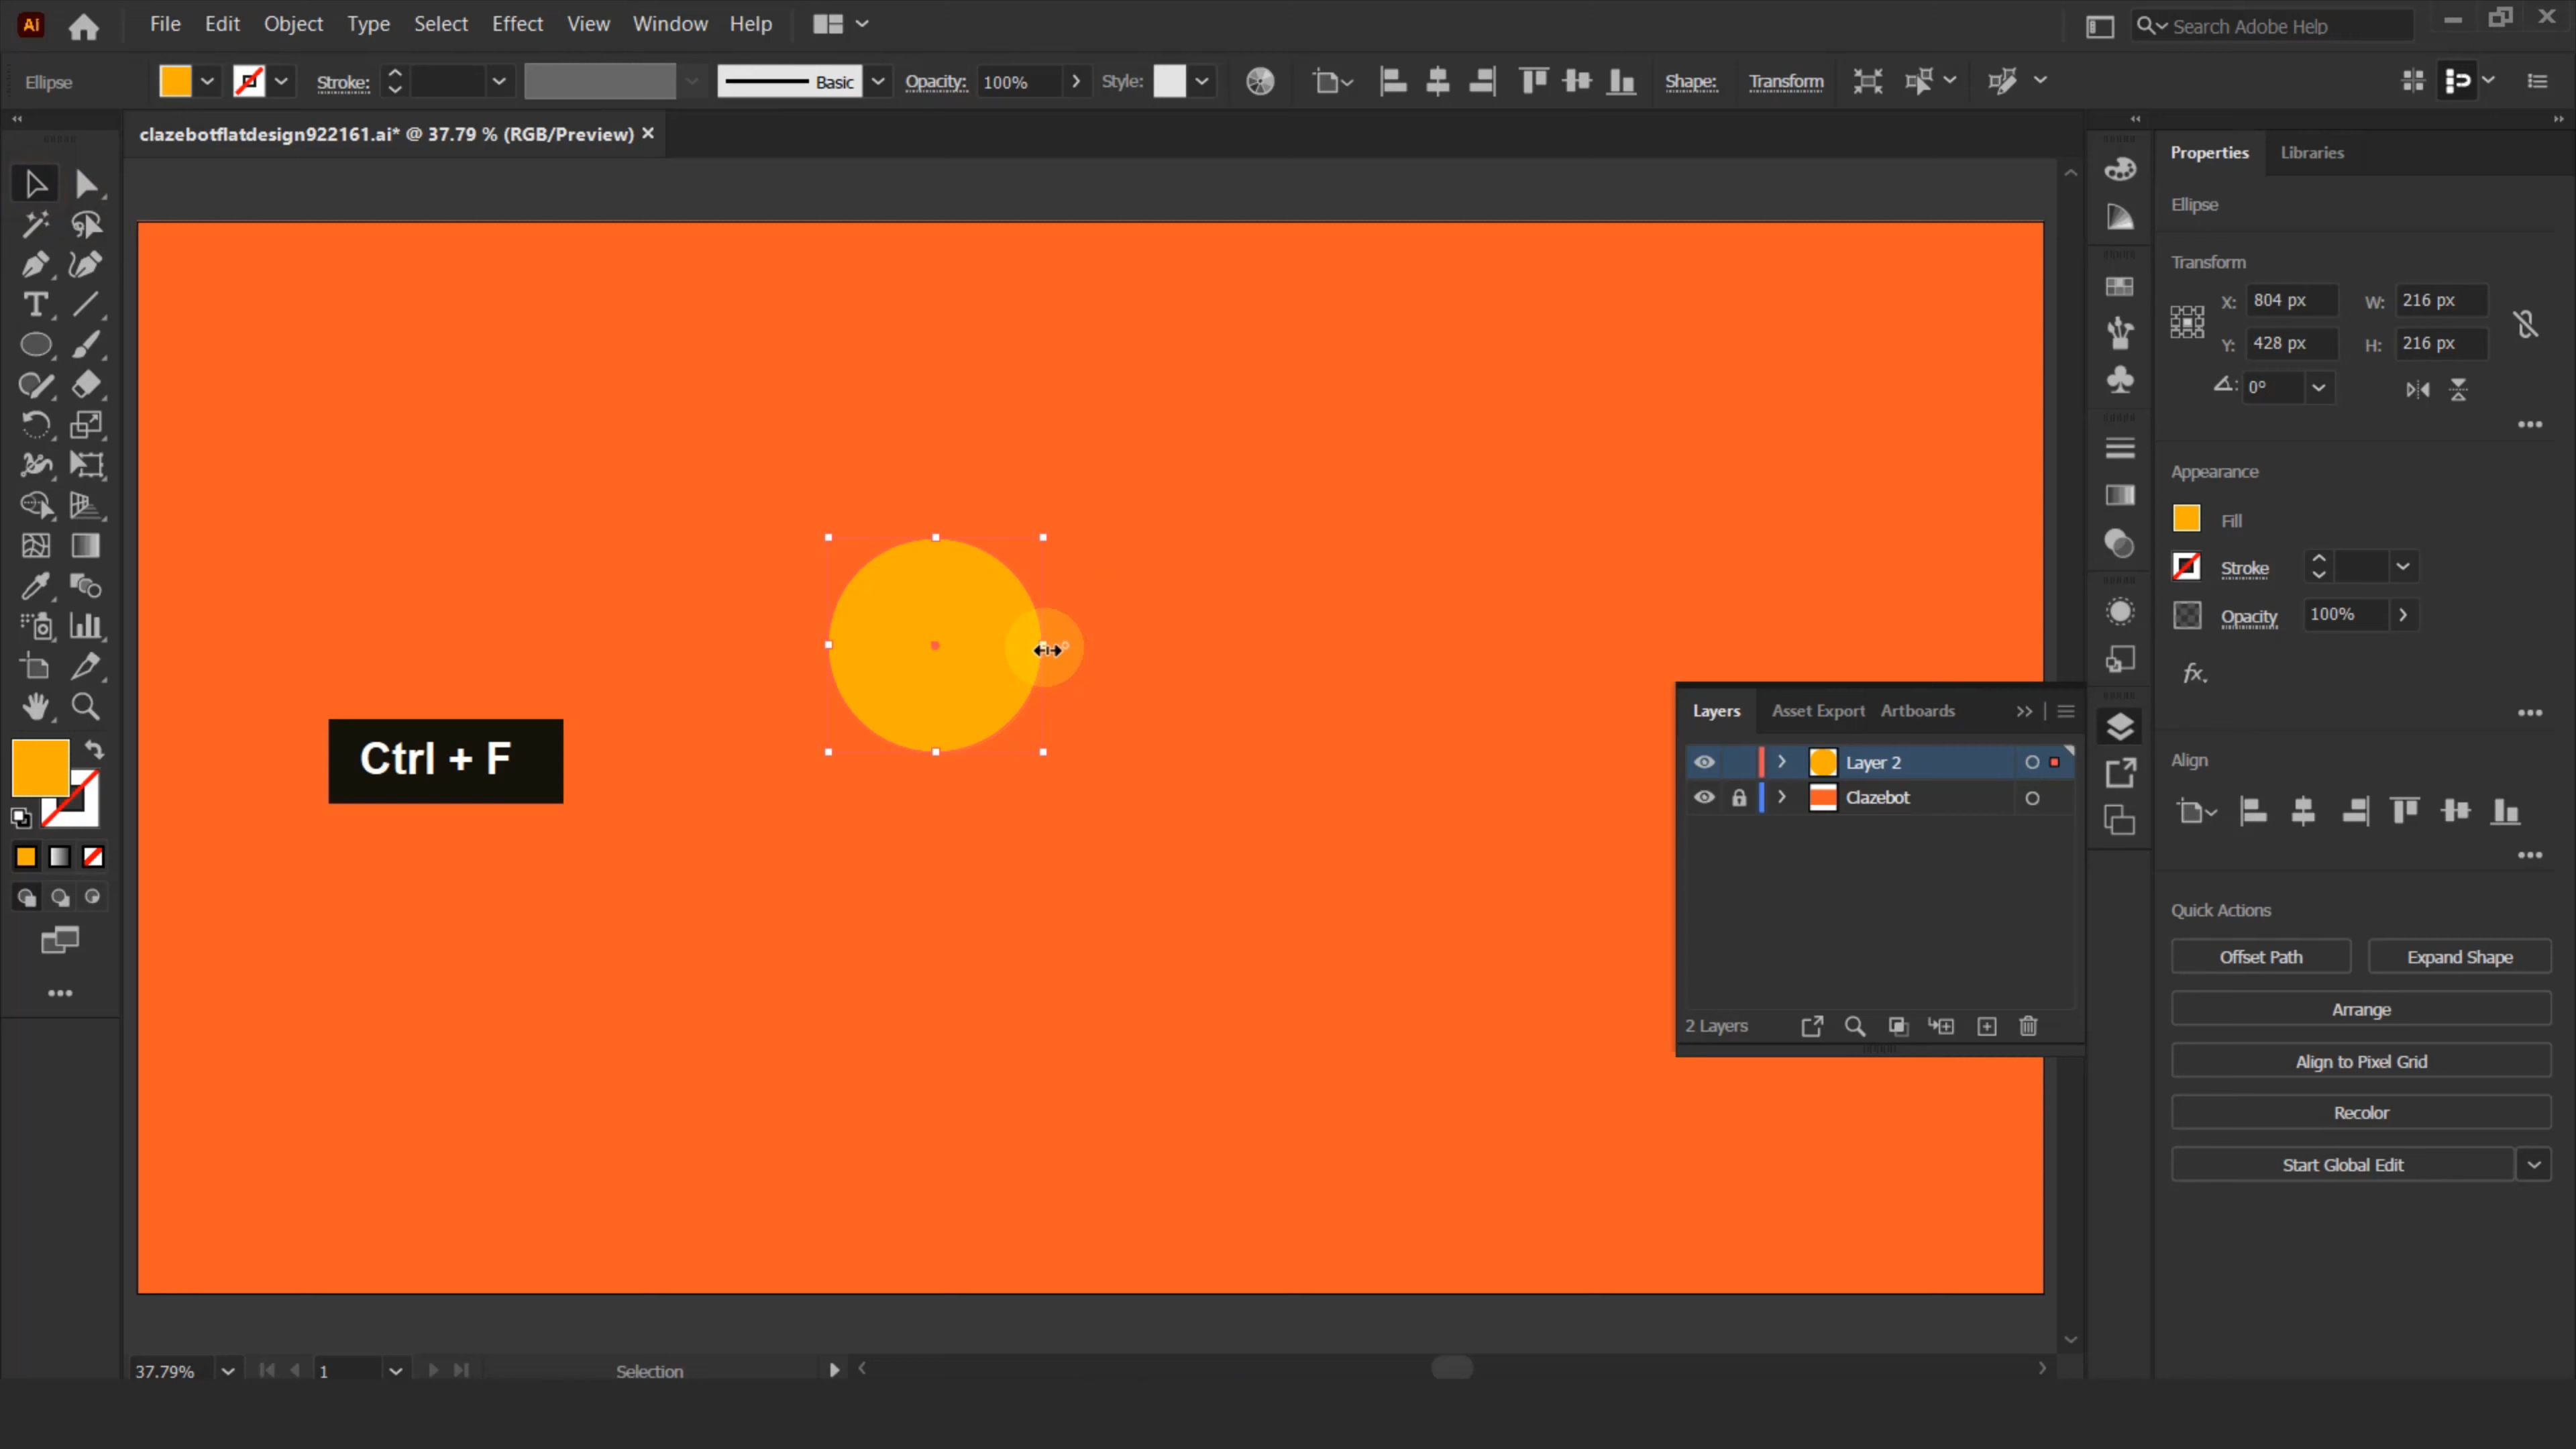 Ai File Edit Object Type Select Effect View Window Help Search Adobe Help
Ellipse Stroke: Basic Opacity: 100% Style: Shape: Transform
clazebotflatdesign922161.ai* @ 37.79 % (RGB/Preview) ×
Properties Libraries
Ellipse
Transform
X: 804 px W: 216 px
Y: 428 px H: 216 px
0°
Appearance
Fill
Stroke
Opacity 100%
fx.
Ctrl + F
Layers Asset Export Artboards
Layer 2
Clazebot
2 Layers
Align
Quick Actions
Offset Path Expand Shape
Arrange
Align to Pixel Grid
Recolor
Start Global Edit
37.79% 1 Selection